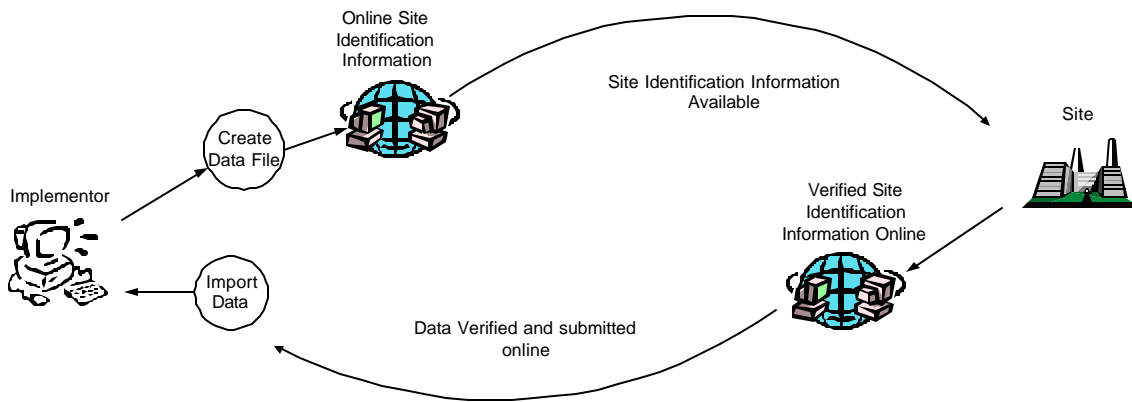 Online Site
Identification
Information
Site Identification Information
Available
Site
Create
Data File
Implementor
Verified Site
Identification
Information Online
Import
Data
Data Verified and submitted
online